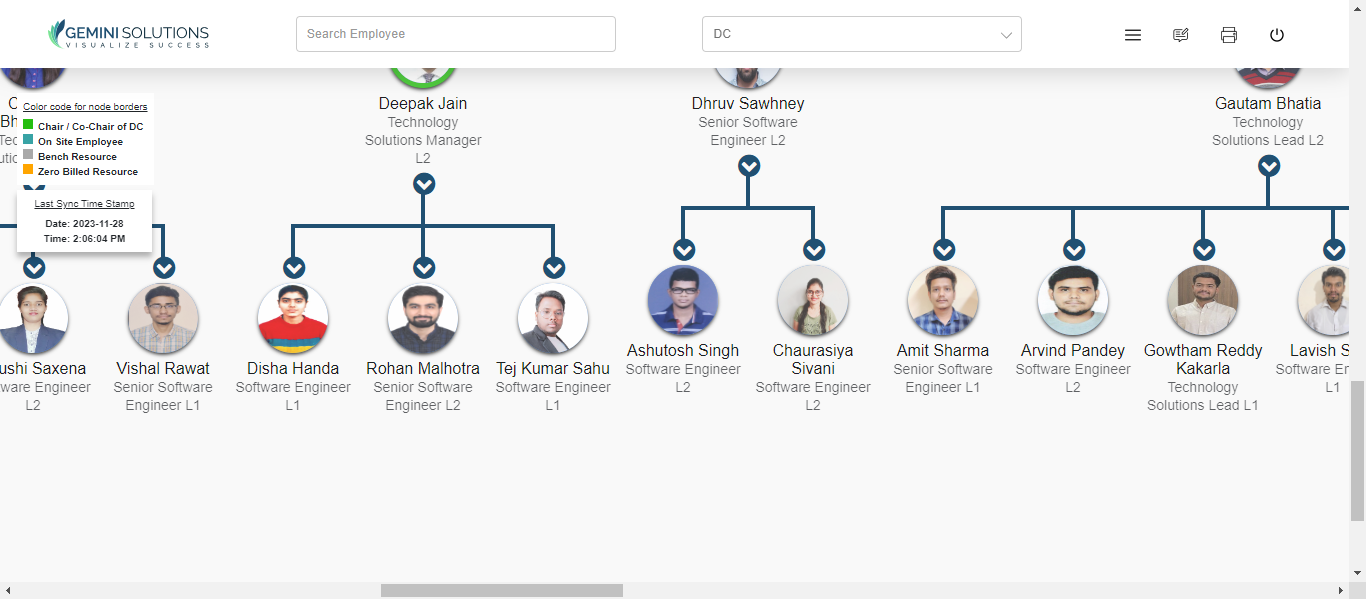 GEMINI SOLUTIONS
VISUALIZE SUCCESS
Search Employee
DC
Color code for node borders
Chair / Co-Chair of DC
On Site Employee
Bench Resource
Zero Billed Resource
Last Sync Time Stamp
Date: 2023-11-28
Time: 2:06:04 PM
Deepak Jain
Technology
Solutions Manager
L2
Dhruv Sawhney
Senior Software
Engineer L2
Gautam Bhatia
Technology
Solutions Lead L2
ushi Saxena
ware Engineer
L2
Vishal Rawat
Senior Software
Engineer L1
Disha Handa
Software Engineer
L1
Rohan Malhotra
Senior Software
Engineer L2
Tej Kumar Sahu
Software Engineer
L1
Ashutosh Singh
Software Engineer
L2
Chaurasiya
Sivani
Software Engineer
L2
Amit Sharma
Senior Software
Engineer L1
Arvind Pandey
Software Engineer
L2
Gowtham Reddy
Kakarla
Technology
Solutions Lead L1
Lavish S
Software Er
L1